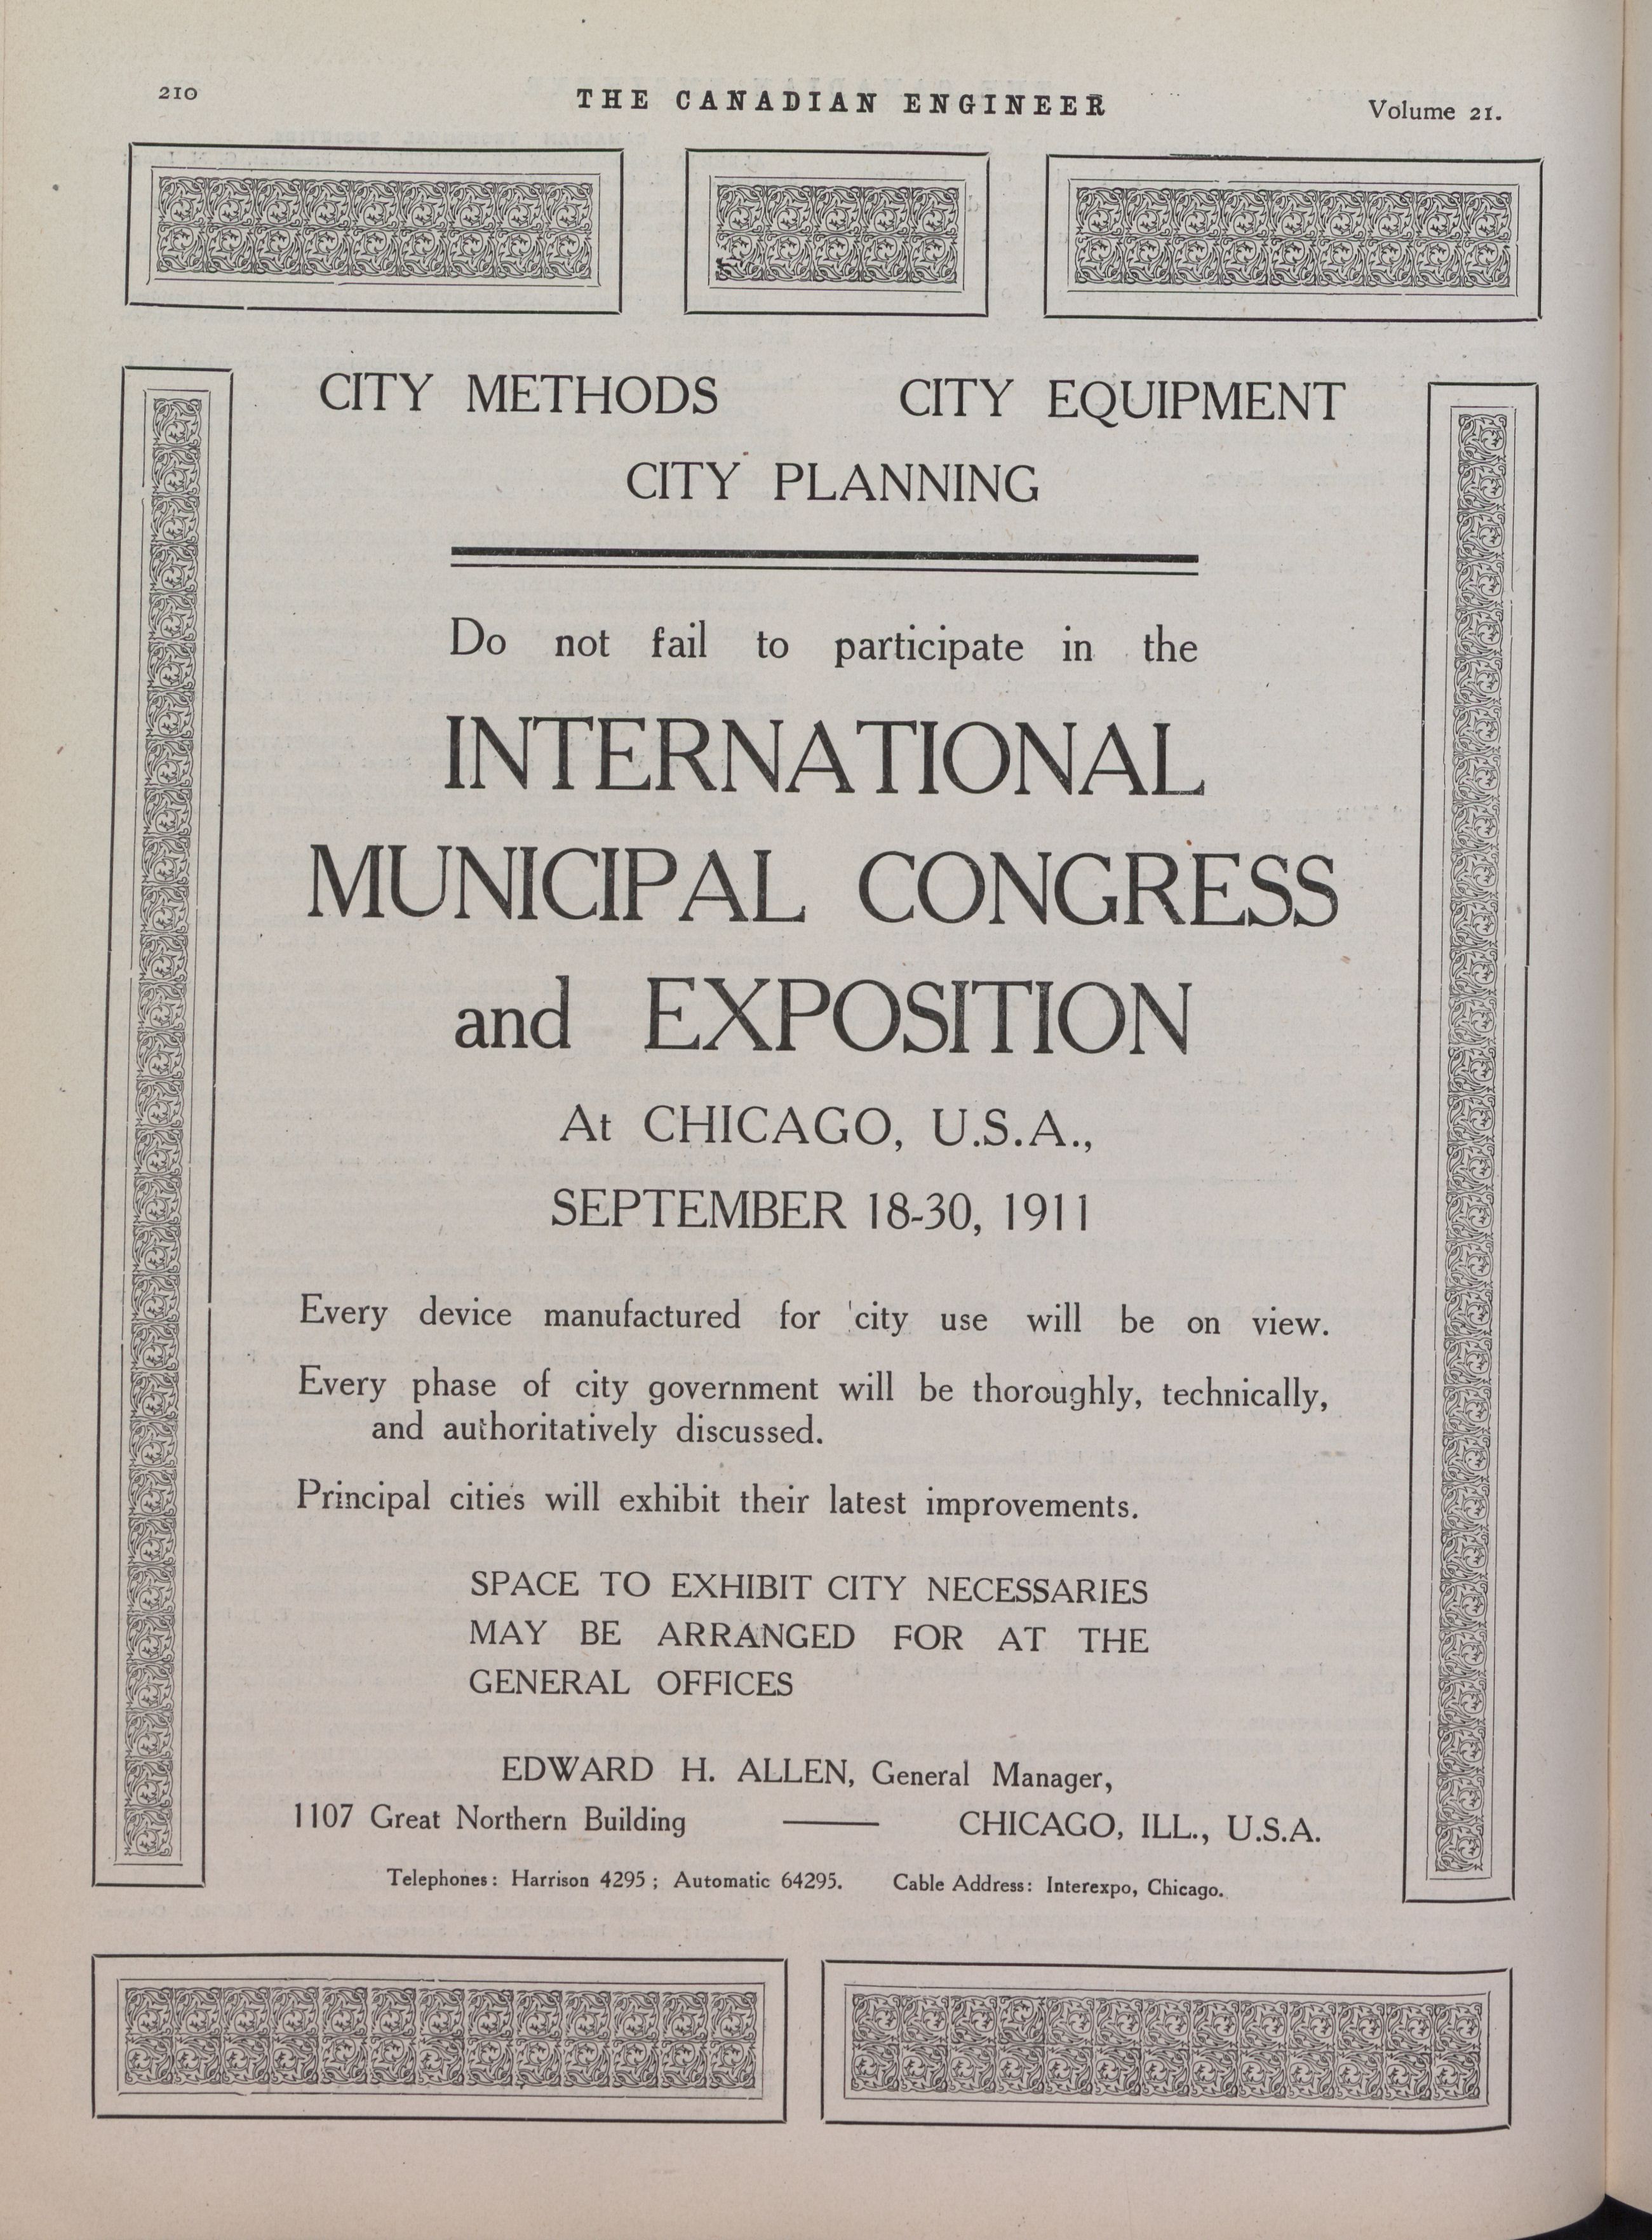 210
THE CANADIAN ENGINEER
Volume 21.
CITY METHODS CITY EQUIPMENT
CITY PLANNING
Do not fail to participate in the
INTERNATIONAL
MUNICIPAL CONGRESS
and EXPOSITION
At CHICAGO, U.S.A.,
SEPTEMBER 18-30, 1911
Every device manufactured for city use will be on view.
Every phase of city government will be thoroughly, technically,
and authoritatively discussed.
Principal cities will exhibit their latest improvements.
SPACE TO EXHIBIT CITY NECESSARIES
MAY BE ARRANGED FOR AT THE
GENERAL OFFICES
EDWARD H. ALLEN, General Manager,
1107 Great Northern Building —— CHICAGO, ILL., U.S.A.
Telephones: Harrison 4295; Automatic 64295. Cable Address: Interexpo, Chicago.